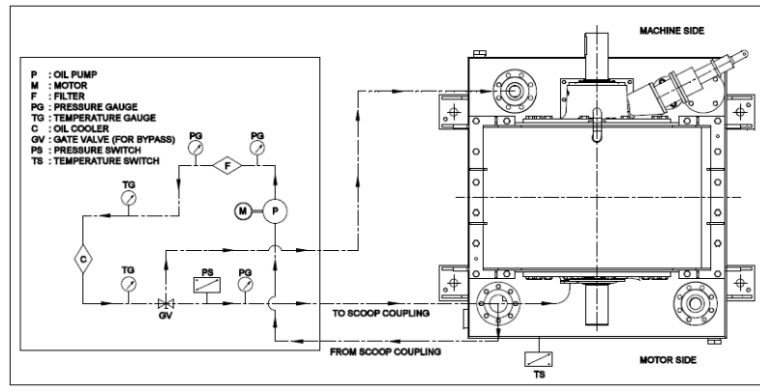 MACHINE SIDE
P : OIL PUMP
M : MOTOR
F : FILTER
PG : PRESSURE GAUGE
TG : TEMPERATURE GAUGE
C : OIL COOLER
GV : GATE VALVE (FOR BYPASS)
PS : PRESSURE SWITCH
TS : TEMPERATURE SWITCH
PG
PG
F
TG
M
P
C
TG
PS
PG
GV
TO SCOOP COUPLING
FROM SCOOP COUPLING
MOTOR SIDE
TS